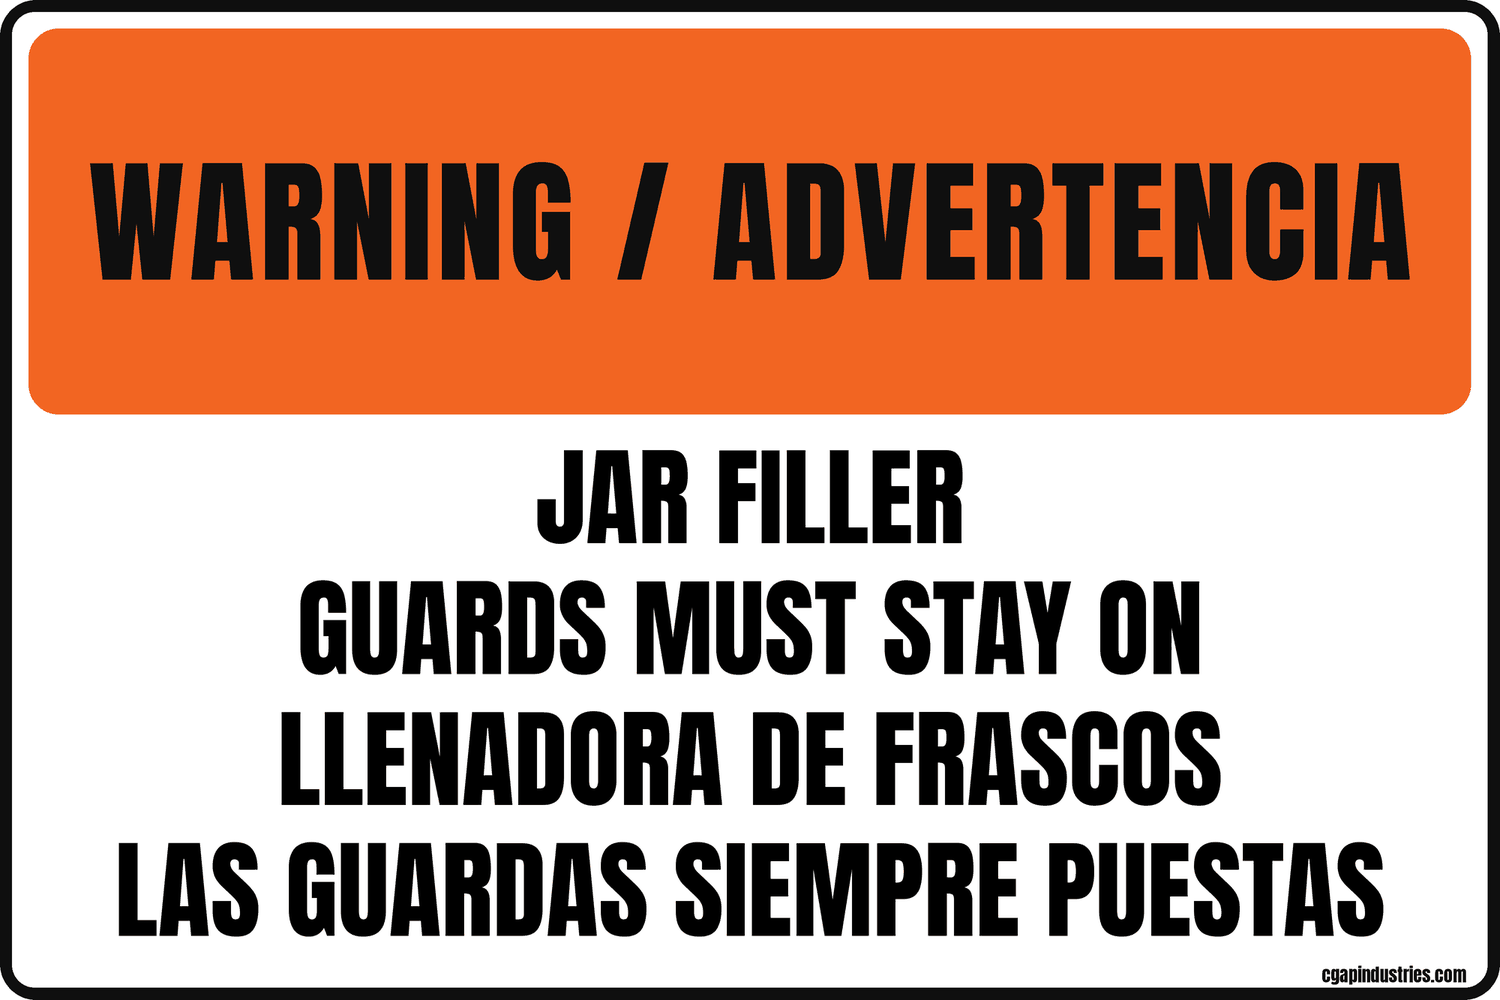 WARNING / ADVERTENCIA
JAR FILLER
GUARDS MUST STAY ON
LLENADORA DE FRASCOS
LAS GUARDAS SIEMPRE PUESTAS
cgapindustries.com